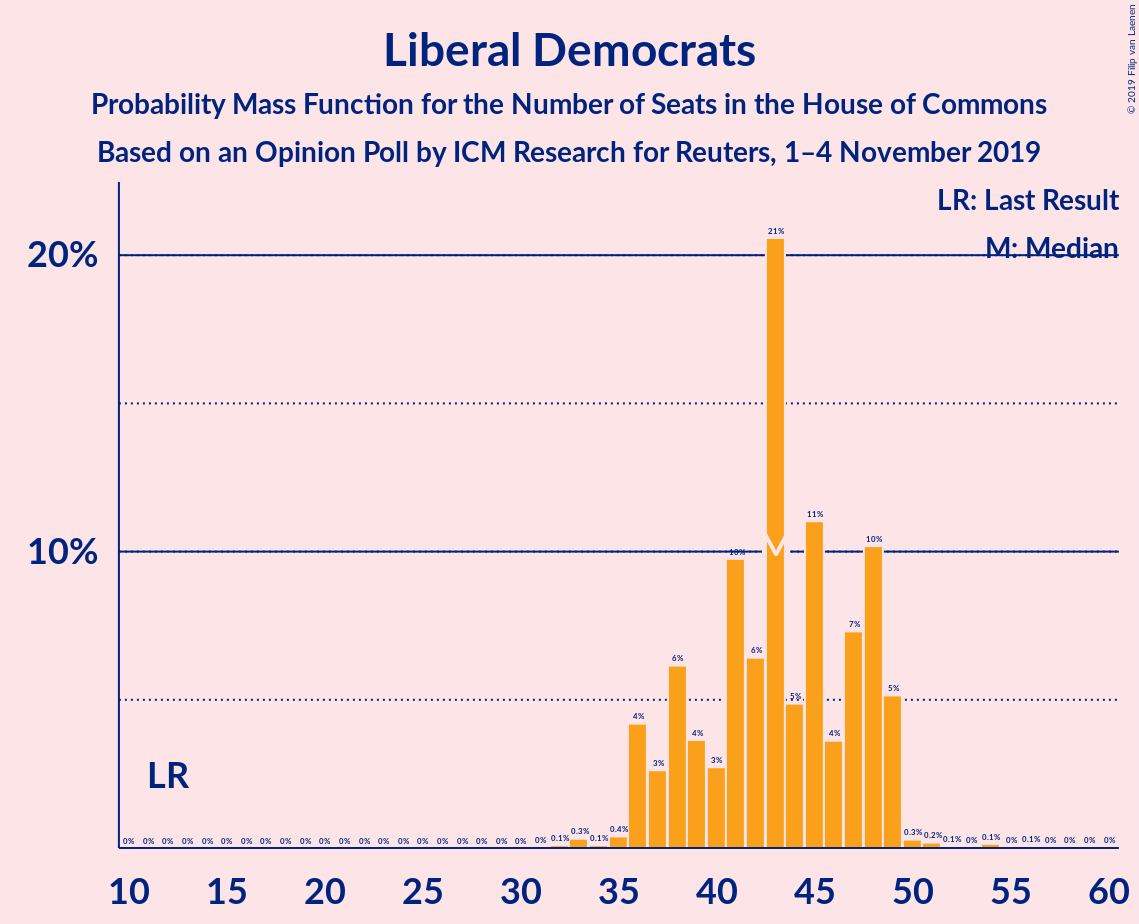 Liberal Democrats
Probability Mass Function for the Number of Seats in the House of Commons
Based on an Opinion Poll by ICM Research for Reuters, 1–4 November 2019
© 2019 Filip van Laenen
LR: Last Result
M: Median
20%
10%
21%
10%
6%
5%
11%
4%
7%
10%
5%
4%
3%
6%
4%
3%
LR
0% 0% 0% 0% 0% 0% 0% 0% 0% 0% 0% 0% 0% 0% 0% 0% 0% 0% 0% 0% 0% 0% 0.1% 0.3% 0.1% 0.4% 0.3% 0.2% 0.1% 0% 0.1% 0% 0.1% 0% 0% 0% 0%
10 15 20 25 30 35 40 45 50 55 60